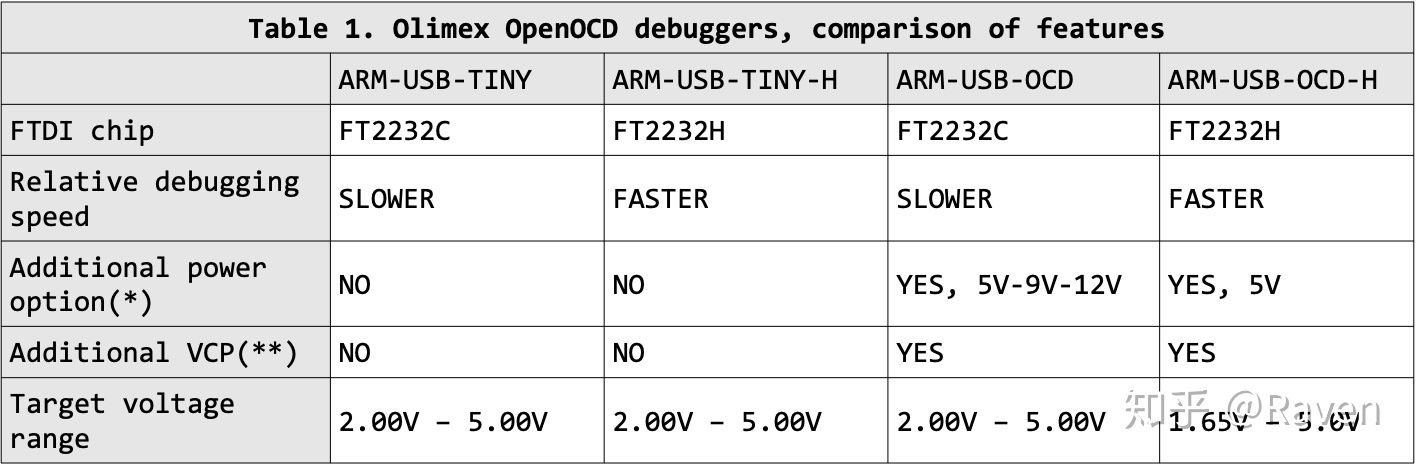 Table 1. Olimex OpenOCD debuggers, comparison of features
ARM-USB-TINY ARM-USB-TINY-H ARM-USB-OCD ARM-USB-OCD-H
FTDI chip FT2232C FT2232H FT2232C FT2232H
Relative debugging
speed SLOWER FASTER SLOWER FASTER
Additional power
option(*) NO NO YES, 5V-9V-12V YES, 5V
Additional VCP(**) NO NO YES YES
Target voltage
range 2.00V – 5.00V 2.00V – 5.00V 2.00V – 5.00V 1.65V – 5.0V
知乎 @Raven